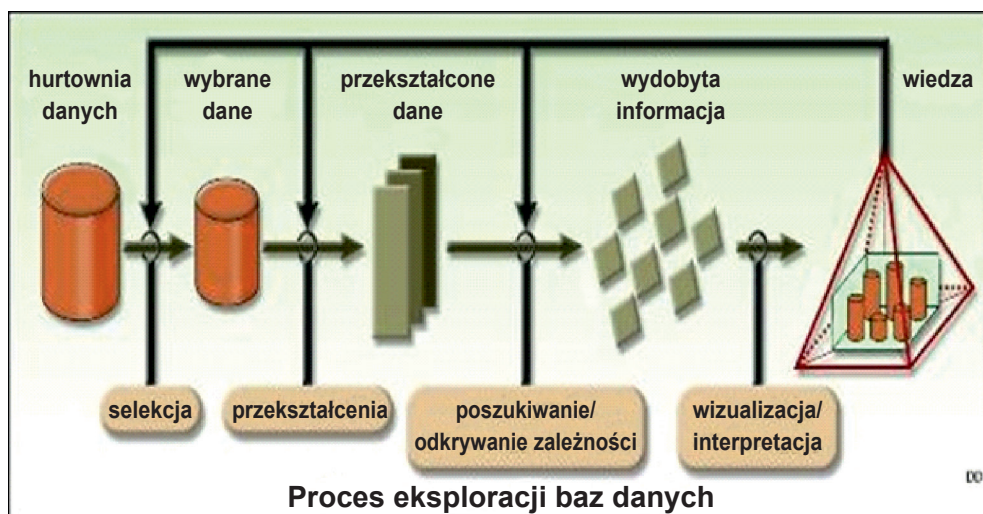 hurtownia
danych
wybrane
dane
przekształcone
dane
wydobyta
informacja
wiedza
selekcja
przekształcenia
poszukiwanie/
odkrywanie zależności
wizualizacja/
interpretacja
Proces eksploracji baz danych